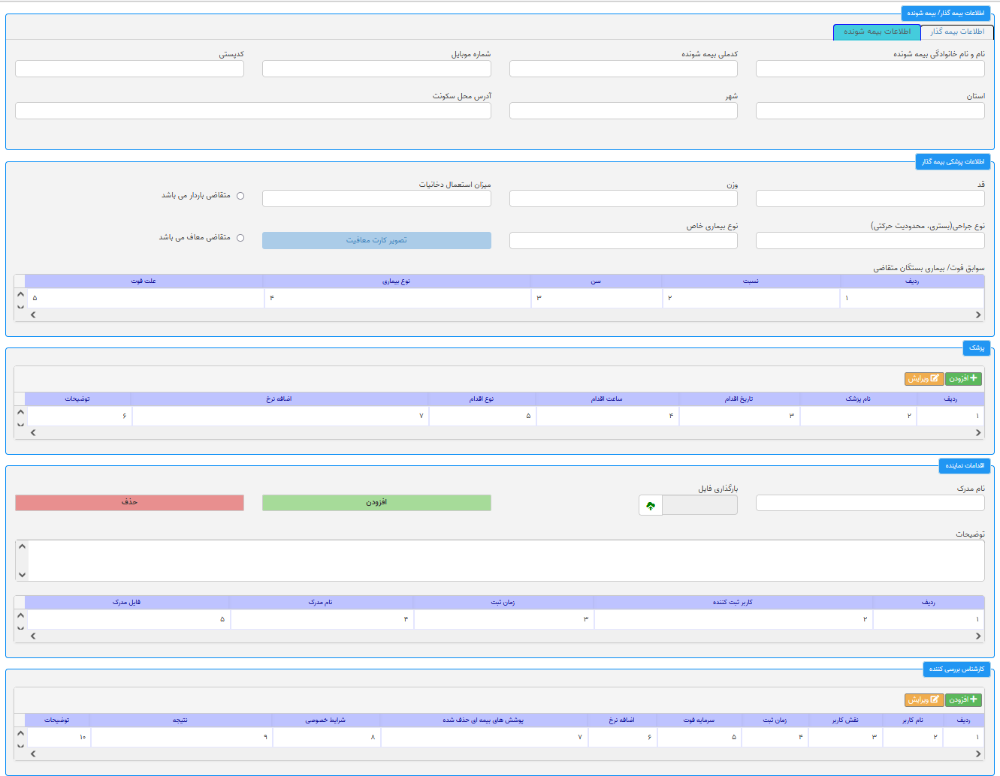 اطلاعات بیمه گذار/ بیمه شونده
اطلاعات بیمه گذار اطلاعات بیمه شونده
نام و نام خانوادگی بیمه شونده کدملی بیمه شونده شماره موبایل کدپستی
استان شهر آدرس محل سکونت
اطلاعات پزشکی بیمه گذار
قد وزن میزان استعمال دخانیات متقاضی باردار می باشد
نوع جراحی(بستری، محدودیت حرکتی) نوع بیماری خاص تصویر کارت معافیت متقاضی معاف می باشد
سوابق فوت/ بیماری بستگان متقاضی
ردیف نسبت سن نوع بیماری علت فوت
۱ ۲ ۳ ۴ ۵
پزشک
افزودن ویرایش
ردیف نام پزشک تاریخ اقدام ساعت اقدام نوع اقدام اضافه نرخ توضیحات
۱ ۲ ۳ ۴ ۵ ۷ ۶
اقدامات نماینده
نام مدرک بارگذاری فایل افزودن حذف
توضیحات
ردیف کاربر ثبت کننده زمان ثبت نام مدرک فایل مدرک
۱ ۲ ۳ ۴ ۵
کارشناس بررسی کننده
افزودن ویرایش
ردیف نام کاربر نقش کاربر زمان ثبت سرمایه فوت اضافه نرخ پوشش های بیمه ای حذف شده شرایط خصوصی نتیجه توضیحات
۱ ۲ ۳ ۴ ۵ ۶ ۷ ۸ ۹ ۱۰